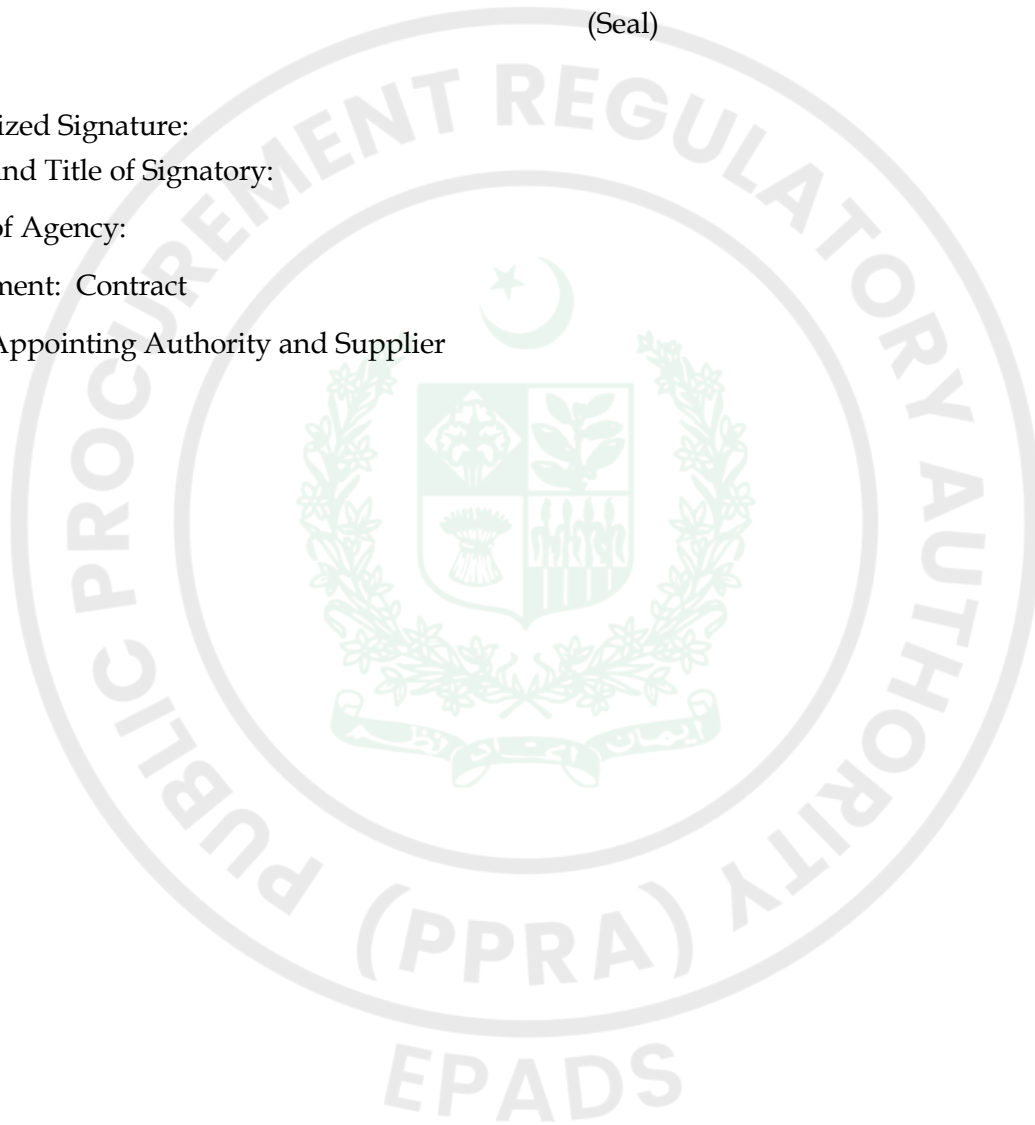 (Seal)
ized Signature:
nd Title of Signatory:
of Agency:
ment: Contract
Appointing Authority and Supplier
PUBLIC PROCUREMENT REGULATORY AUTHORITY
(PPRA)
EPADS